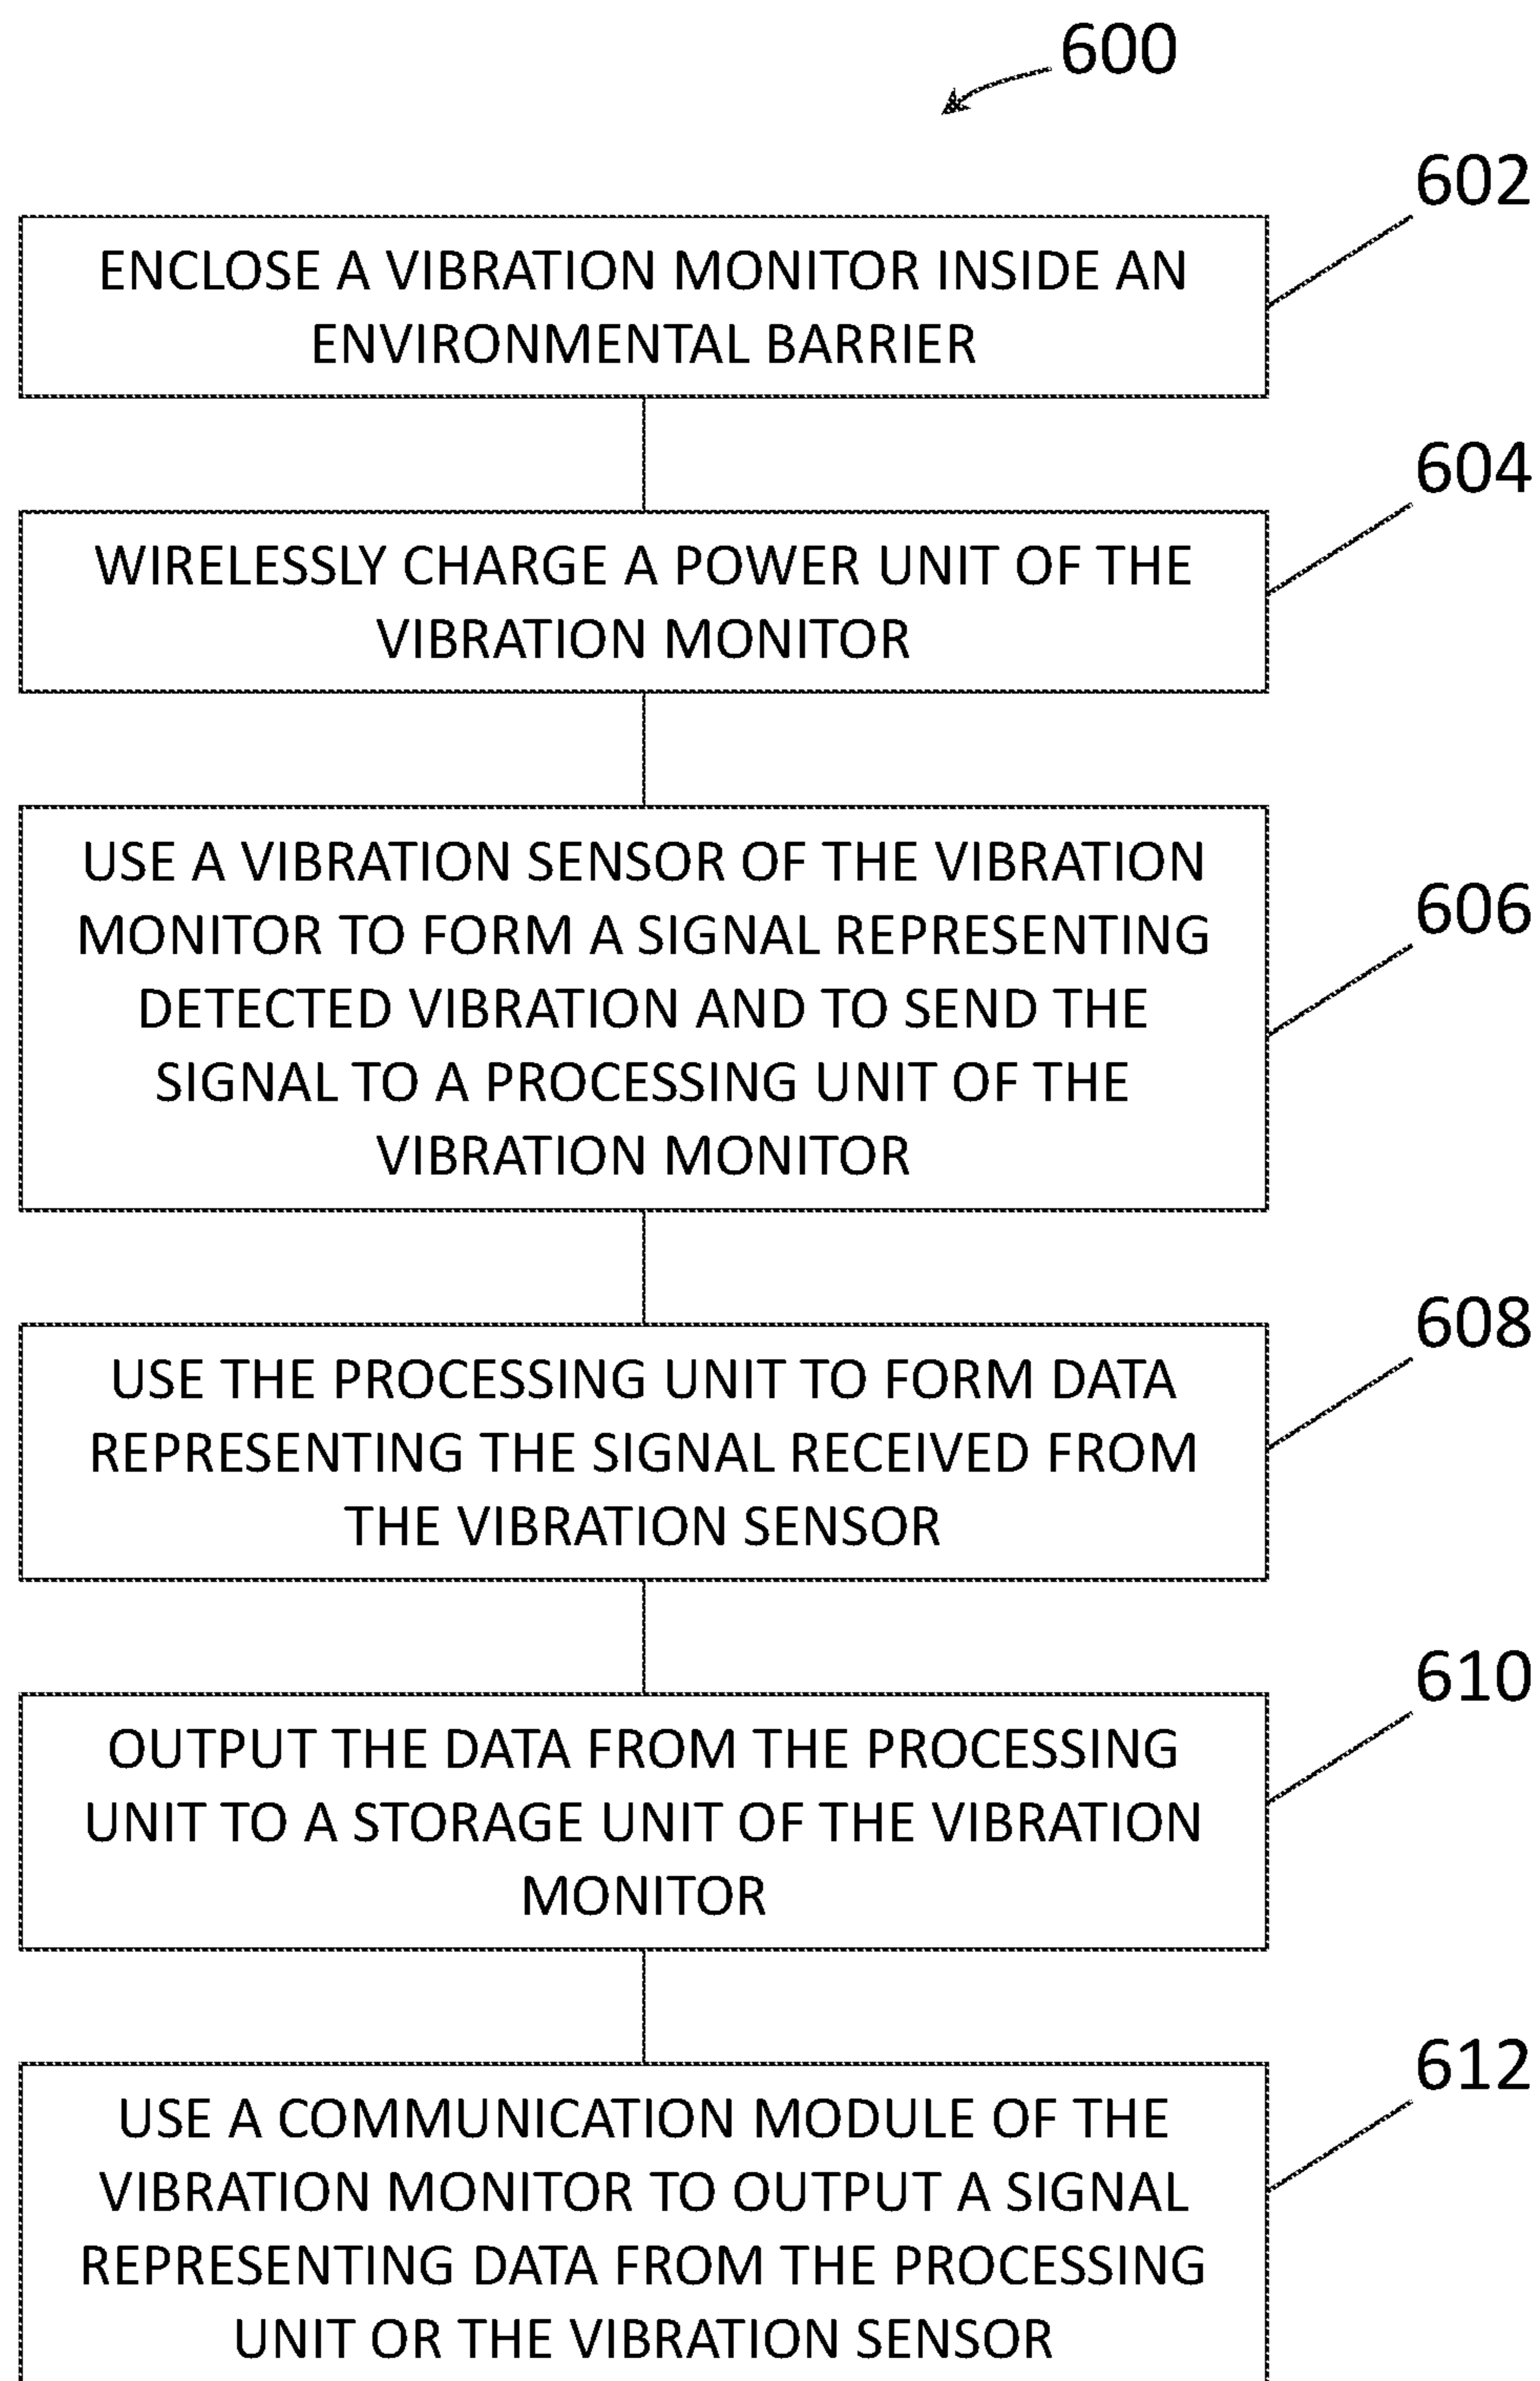 600
602
ENCLOSE A VIBRATION MONITOR INSIDE AN
ENVIRONMENTAL BARRIER
604
WIRELESSLY CHARGE A POWER UNIT OF THE
VIBRATION MONITOR
606
USE A VIBRATION SENSOR OF THE VIBRATION
MONITOR TO FORM A SIGNAL REPRESENTING
DETECTED VIBRATION AND TO SEND THE
SIGNAL TO A PROCESSING UNIT OF THE
VIBRATION MONITOR
608
USE THE PROCESSING UNIT TO FORM DATA
REPRESENTING THE SIGNAL RECEIVED FROM
THE VIBRATION SENSOR
610
OUTPUT THE DATA FROM THE PROCESSING
UNIT TO A STORAGE UNIT OF THE VIBRATION
MONITOR
612
USE A COMMUNICATION MODULE OF THE
VIBRATION MONITOR TO OUTPUT A SIGNAL
REPRESENTING DATA FROM THE PROCESSING
UNIT OR THE VIBRATION SENSOR